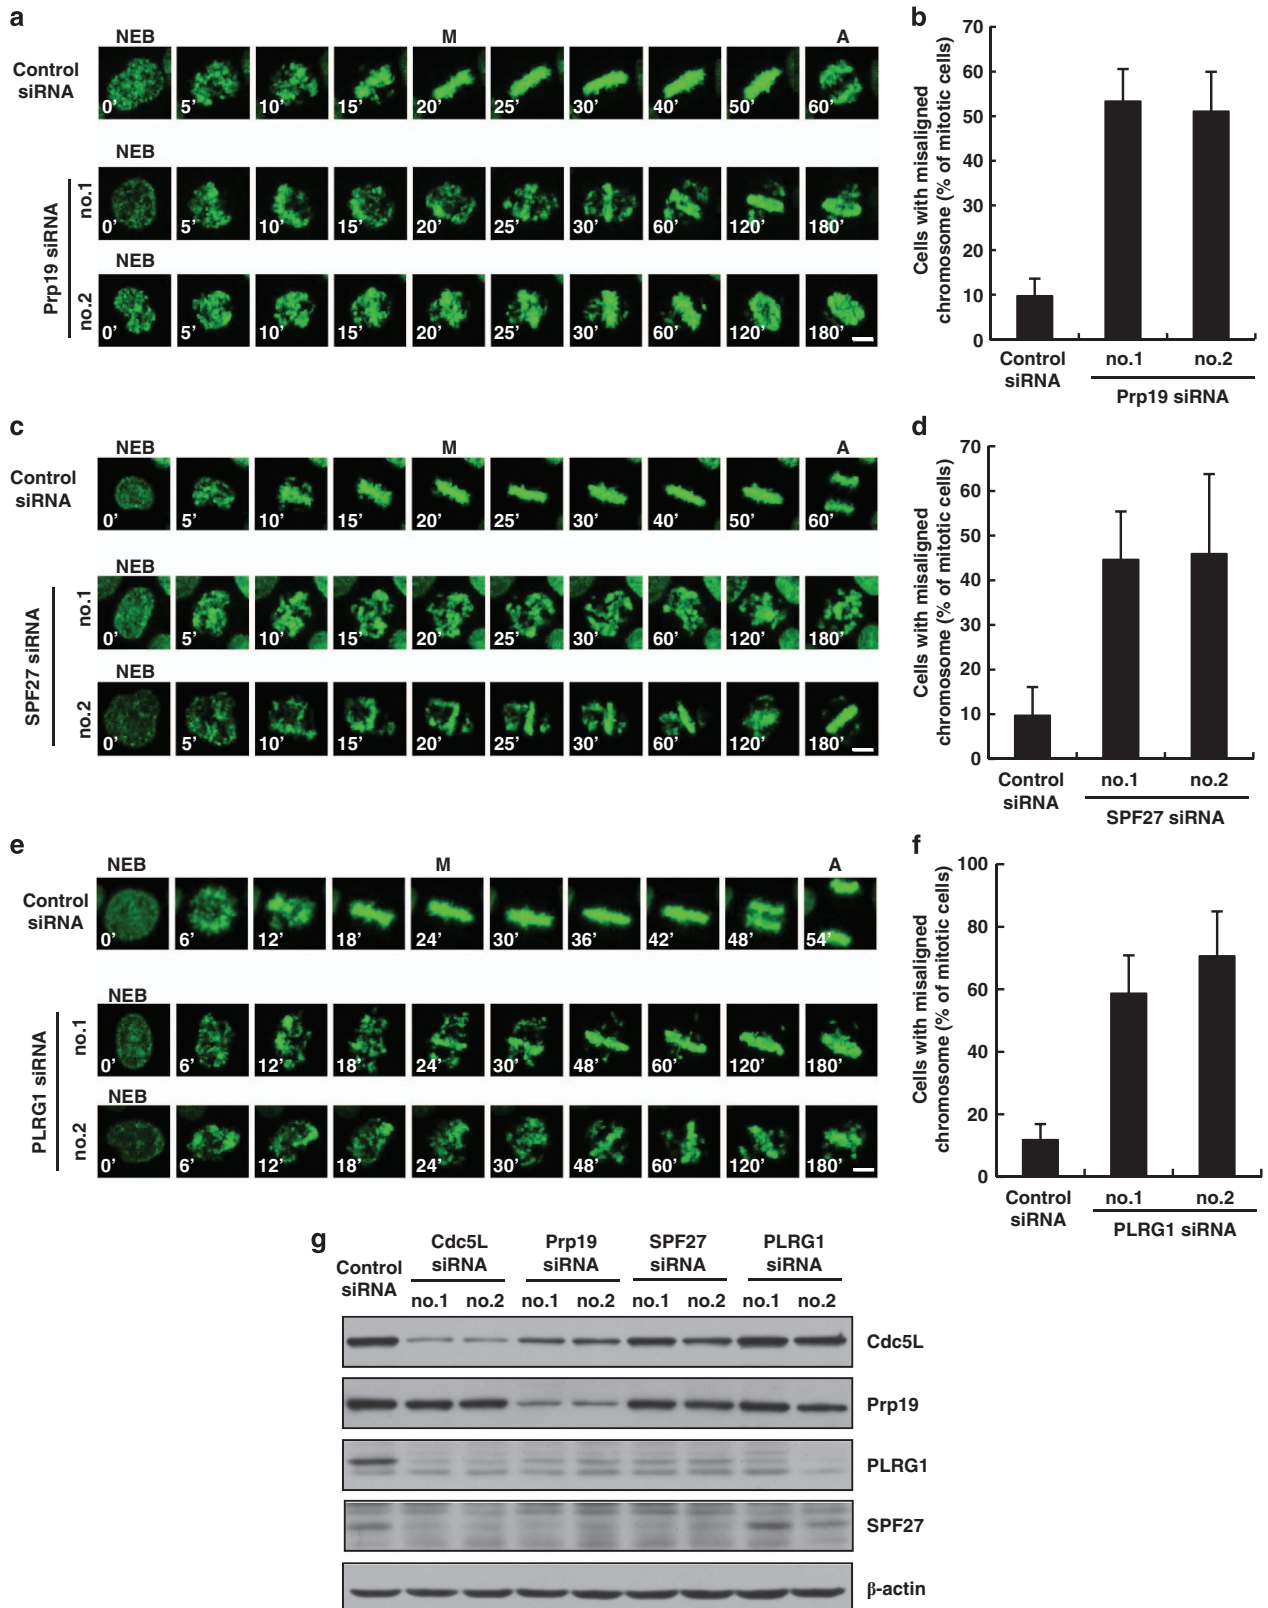 a
NEB M A
Control
siRNA
0’ 5’ 10’ 15’ 20’ 25’ 30’ 40’ 50’ 60’
NEB
Prp19 siRNA
no.1
0’ 5’ 10’ 15’ 20’ 25’ 30’ 60’ 120’ 180’
NEB
no.2
0’ 5’ 10’ 15’ 20’ 25’ 30’ 60’ 120’ 180’
b
Cells with misaligned
chromosome (% of mitotic cells)
70
60
50
40
30
20
10
0
Control
siRNA
no.1 no.2
Prp19 siRNA
c
NEB M A
Control
siRNA
0’ 5’ 10’ 15’ 20’ 25’ 30’ 40’ 50’ 60’
NEB
SPF27 siRNA
no.1
0’ 5’ 10’ 15’ 20’ 25’ 30’ 60’ 120’ 180’
NEB
no.2
0’ 5’ 10’ 15’ 20’ 25’ 30’ 60’ 120’ 180’
d
Cells with misaligned
chromosome (% of mitotic cells)
70
60
50
40
30
20
10
0
Control
siRNA
no.1 no.2
SPF27 siRNA
e
NEB M A
Control
siRNA
0’ 6’ 12’ 18’ 24’ 30’ 36’ 42’ 48’ 54’
NEB
PLRG1 siRNA
no.1
0’ 6’ 12’ 18’ 24’ 30’ 48’ 60’ 120’ 180’
NEB
no.2
0’ 6’ 12’ 18’ 24’ 30’ 48’ 60’ 120’ 180’
f
Cells with misaligned
chromosome (% of mitotic cells)
100
80
60
40
20
0
Control
siRNA
no.1 no.2
PLRG1 siRNA
g
Control
siRNA
Cdc5L
siRNA
Prp19
siRNA
SPF27
siRNA
PLRG1
siRNA
no.1 no.2 no.1 no.2 no.1 no.2 no.1 no.2
Cdc5L
Prp19
PLRG1
SPF27
β-actin